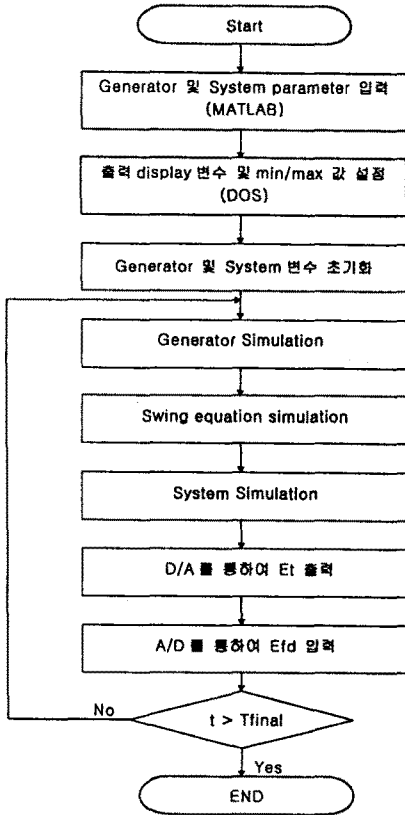 Start
Generator 및 System parameter 입력
(MATLAB)
출력 display 변수 및 min/max 값 설정
(DOS)
Generator 및 System 변수 초기화
Generator Simulation
Swing equation simulation
System Simulation
D/A 를 통하여 Et 출력
A/D 를 통하여 Efd 입력
No
t > Tfinal
Yes
END